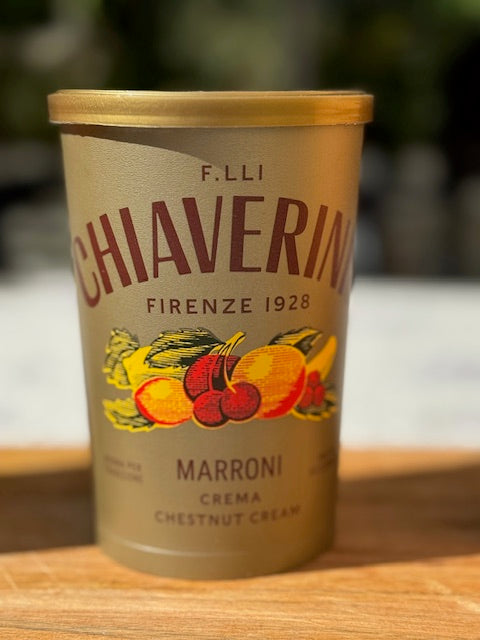 F.LLI
CHIAVERINI
FIRENZE 1928
MARRONI
CREMA
CHESTNUT CREAM